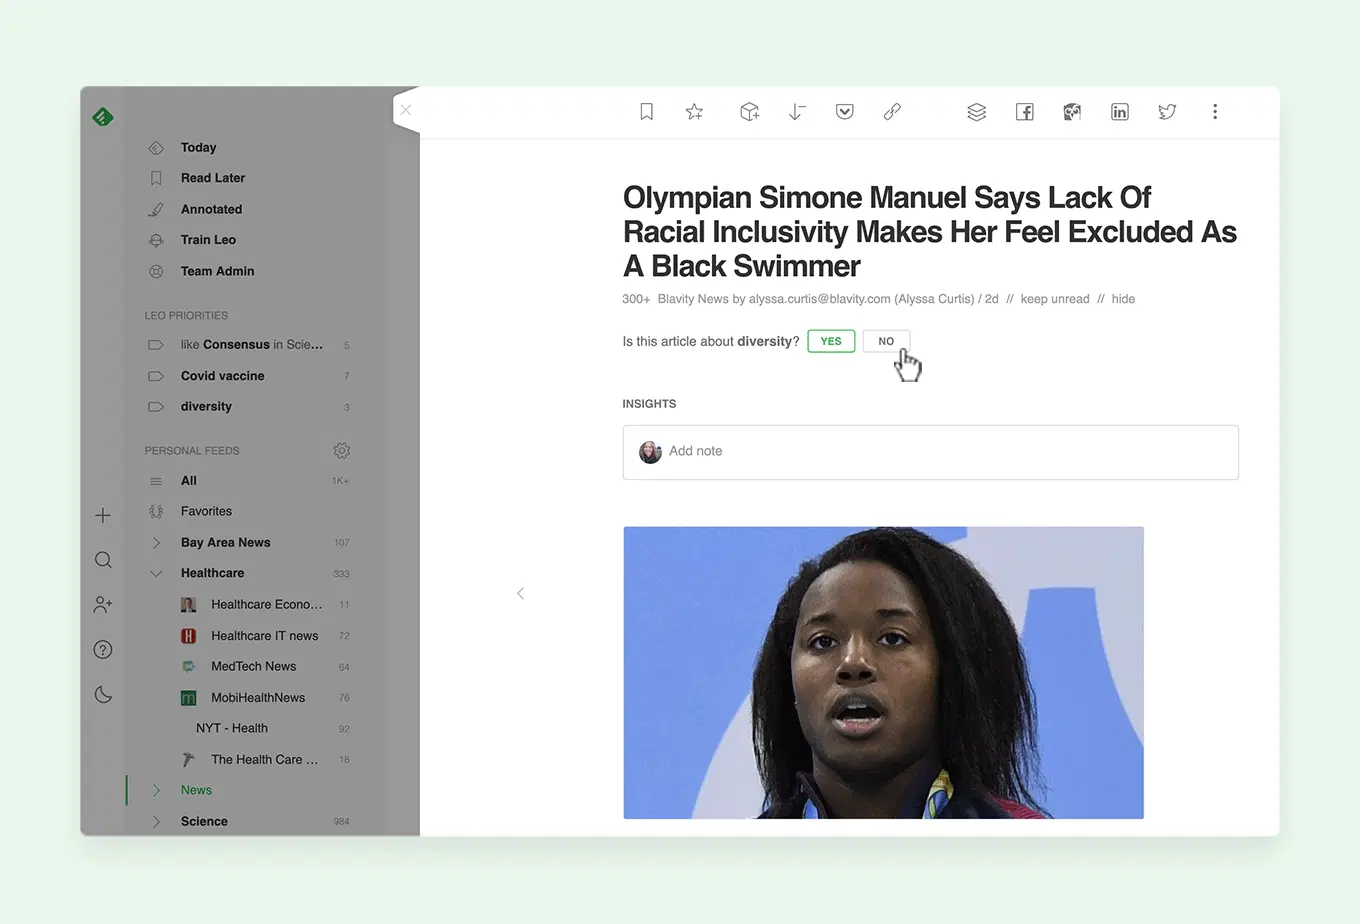 Today
Read Later
Annotated
Train Leo
Team Admin
LEO PRIORITIES
like Consensus in Scie... 5
Covid vaccine 7
diversity 3
PERSONAL FEEDS
All 1K+
Favorites
Bay Area News 107
Healthcare 333
Healthcare Econo... 11
Healthcare IT news 72
MedTech News 64
MobiHealthNews 76
NYT - Health 92
The Health Care ... 18
News
Science 984
Olympian Simone Manuel Says Lack Of
Racial Inclusivity Makes Her Feel Excluded As
A Black Swimmer
300+ Blavity News by alyssa.curtis@blavity.com (Alyssa Curtis) / 2d // keep unread // hide
Is this article about diversity? YES NO
INSIGHTS
Add note